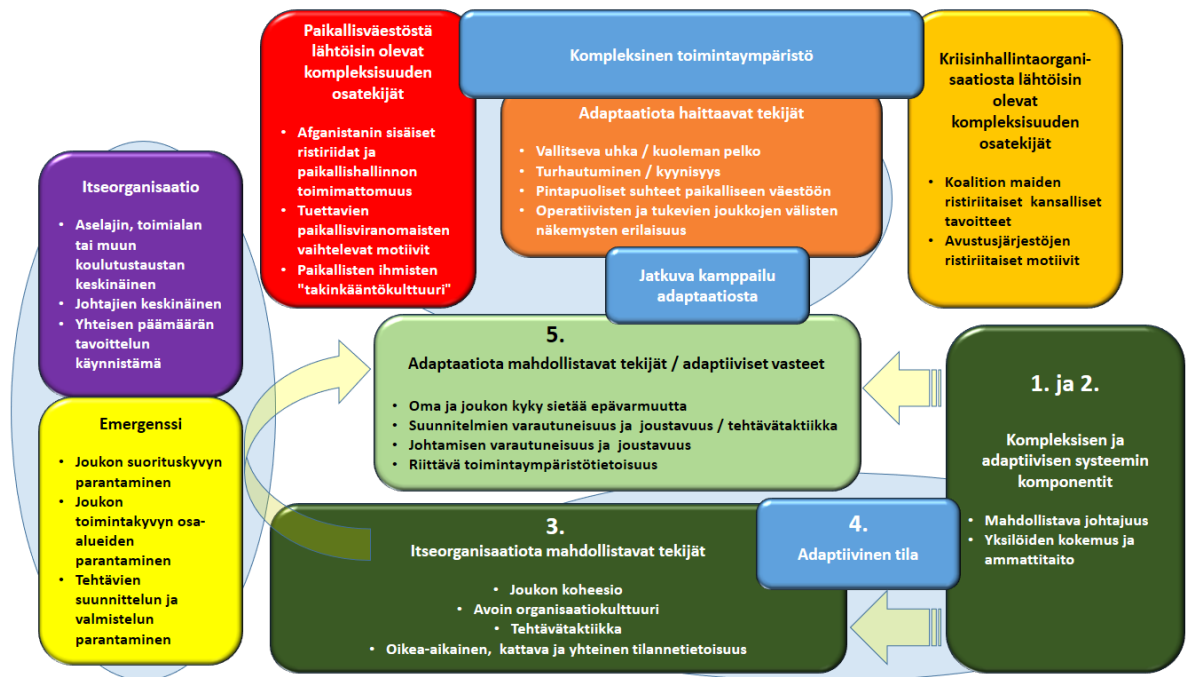 Paikallisväestöstä
lähtöisin olevat
kompleksisuuden
osatekijät
• Afganistanin sisäiset
ristiriidat ja
paikallishallinnon
toimimattomuus
• Tuettavien
paikallisviranomaisten
vaihtelevat motiivit
• Paikallisten ihmisten
"takinkääntökulttuuri"
Kompleksinen toimintaympäristö
Adaptaatiota haittaavat tekijät
• Vallitseva uhka / kuoleman pelko
• Turhautuminen / kyynisyys
• Pintapuoliset suhteet paikalliseen väestöön
• Operatiivisten ja tukevien joukkojen välisten
näkemysten erilaisuus
Jatkuva kamppailu
adaptaatiosta
Kriisinhallintaorgani-
saatiosta lähtöisin
olevat
kompleksisuuden
osatekijät
• Koalition maiden
ristiriitaiset kansalliset
tavoitteet
• Avustusjärjestöjen
ristiriitaiset motiivit
Itseorganisaatio
• Aselajin, toimialan
tai muun
koulutustaustan
keskinäinen
• Johtajien keskinäinen
• Yhteisen päämäärän
tavoittelun
käynnistämä
Emergenssi
• Joukon suorituskyvyn
parantaminen
• Joukon
toimintakyvyn osa-
alueiden
parantaminen
• Tehtävien
suunnittelun ja
valmistelun
parantaminen
5.
Adaptaatiota mahdollistavat tekijät / adaptiiviset vasteet
• Oma ja joukon kyky sietää epävarmuutta
• Suunnitelmien varautuneisuus ja joustavuus / tehtävätaktiikka
• Johtamisen varautuneisuus ja joustavuus
• Riittävä toimintaympäristötietoisuus
3.
Itseorganisaatiota mahdollistavat tekijät
• Joukon koheesio
• Avoin organisaatiokulttuuri
• Tehtävätaktiikka
• Oikea-aikainen, kattava ja yhteinen tilannetietoisuus
4.
Adaptiivinen tila
1. ja 2.
Kompleksisen ja
adaptiivisen systeemin
komponentit
• Mahdollistava johtajuus
• Yksilöiden kokemus ja
ammattitaito